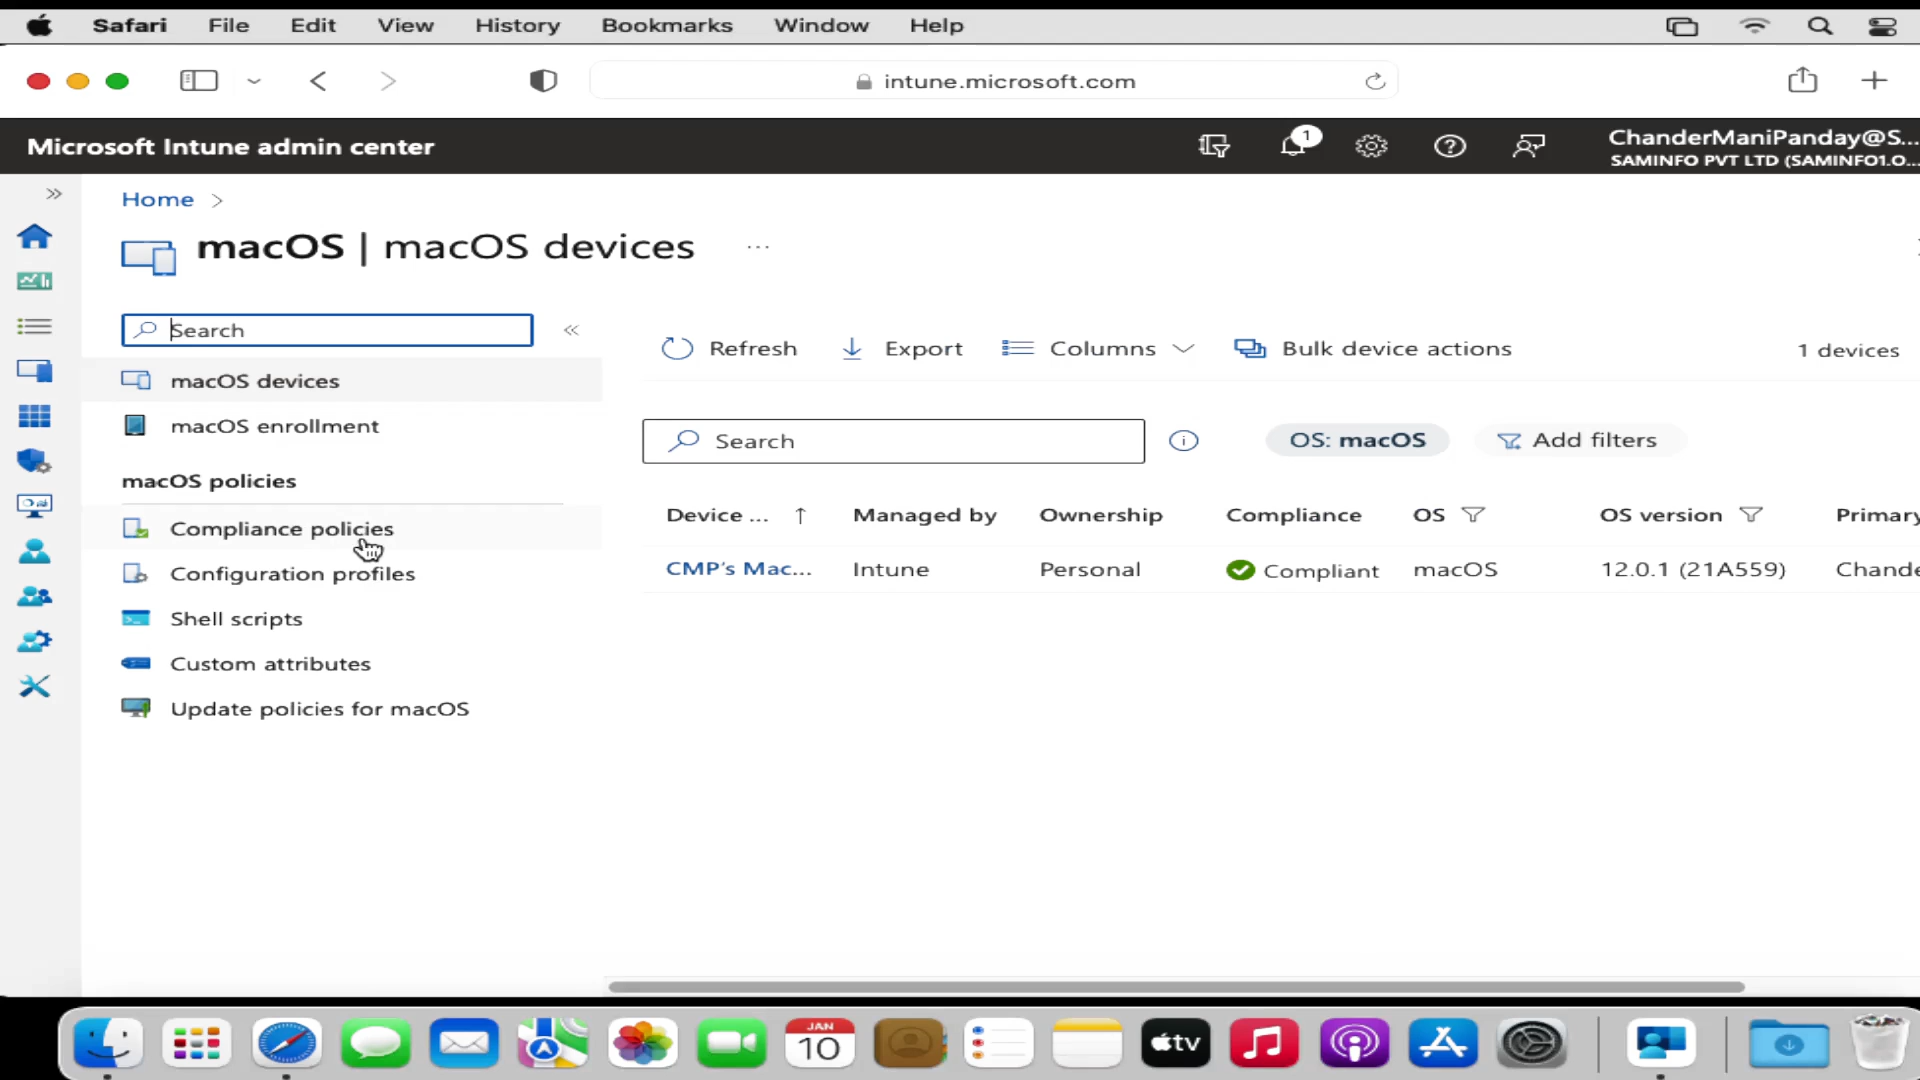 Safari File Edit View History Bookmarks Window Help
intune.microsoft.com
Microsoft Intune admin center
1
ChanderManiPanday@S...
SAMINFO PVT LTD (SAMINFO1.O...
Home >
macOS | macOS devices ...
Search
«
macOS devices
macOS enrollment
macOS policies
Compliance policies
Configuration profiles
Shell scripts
Custom attributes
Update policies for macOS
Refresh Export Columns Bulk device actions 1 devices
Search OS: macOS Add filters
Device ... ↑ Managed by Ownership Compliance OS OS version Primary
CMP's Mac... Intune Personal Compliant macOS 12.0.1 (21A559) Chande
JAN
10
tv